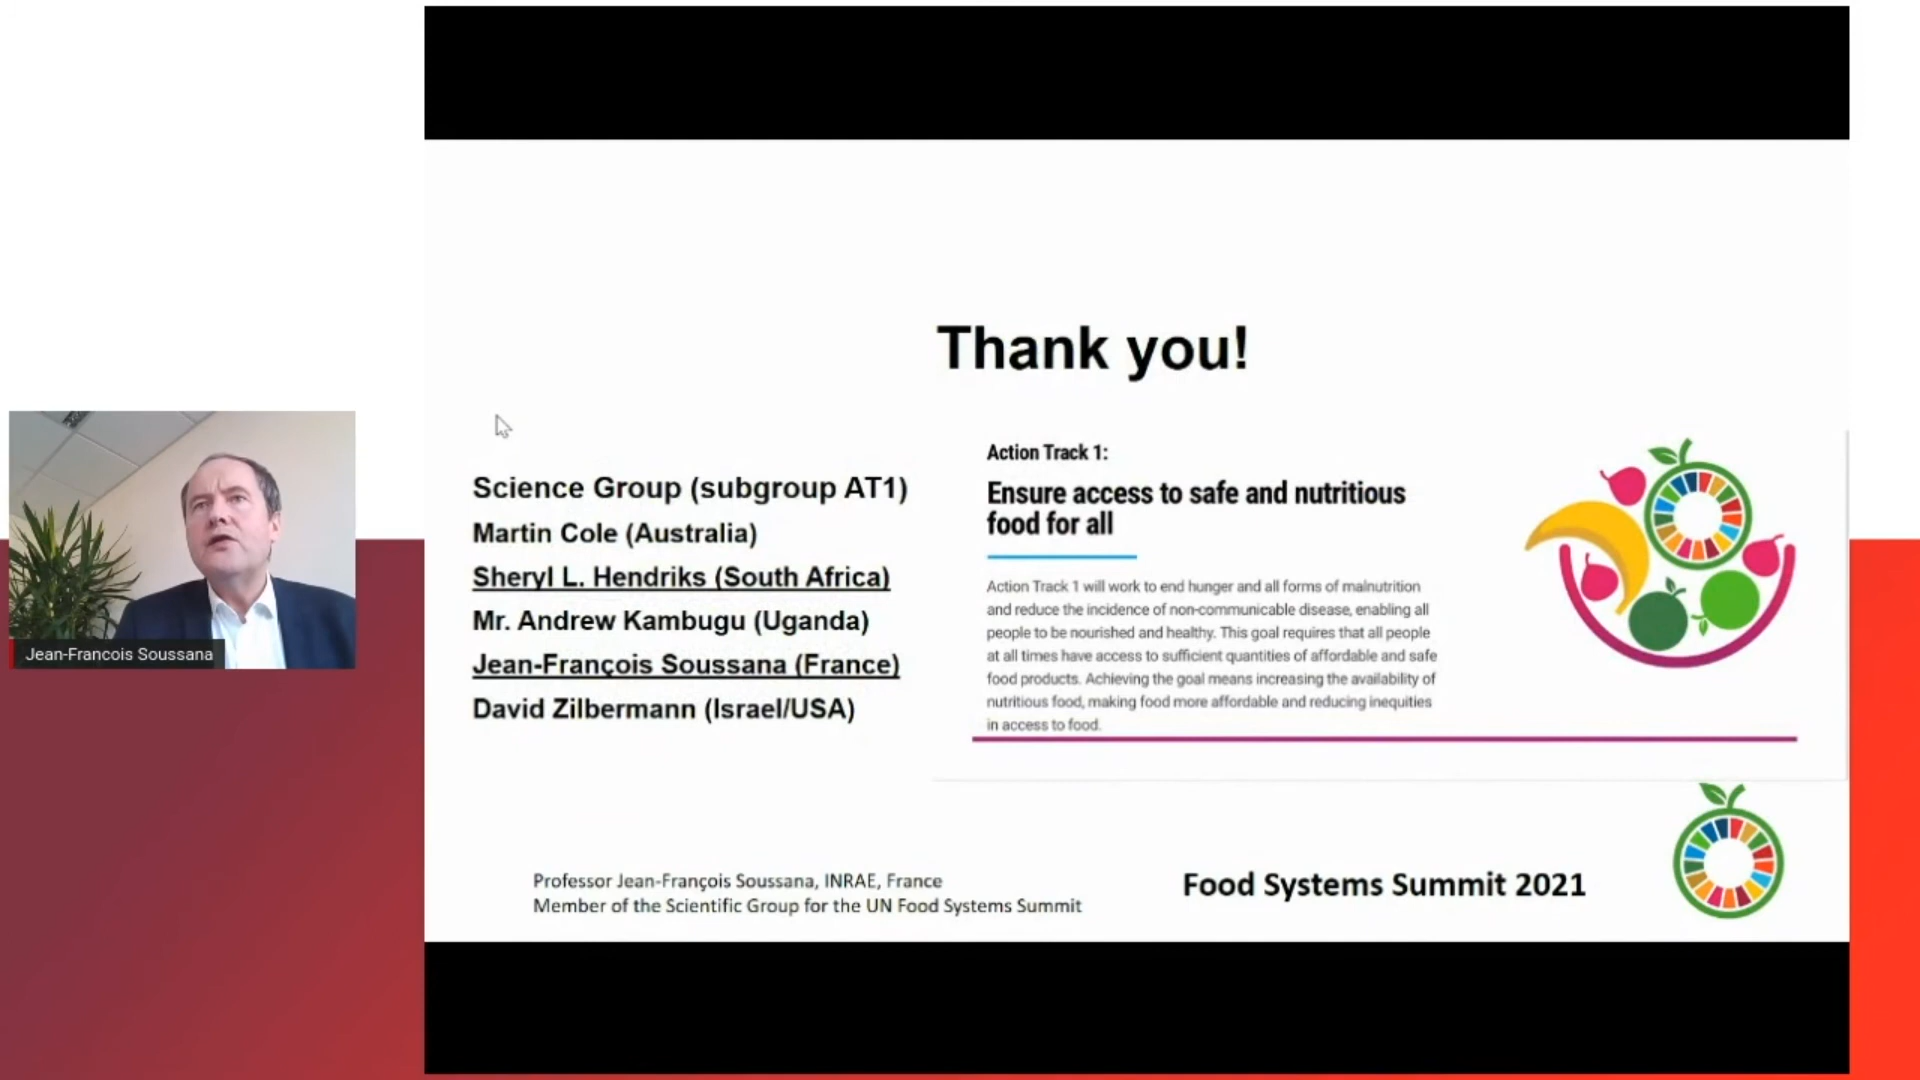 Thank you!
Science Group (subgroup AT1)
Martin Cole (Australia)
Sheryl L. Hendriks (South Africa)
Mr. Andrew Kambugu (Uganda)
Jean-François Soussana (France)
David Zilbermann (Israel/USA)
Action Track 1:
Ensure access to safe and nutritious
food for all
Action Track 1 will work to end hunger and all forms of malnutrition
and reduce the incidence of non-communicable disease, enabling all
people to be nourished and healthy. This goal requires that all people
at all times have access to sufficient quantities of affordable and safe
food products. Achieving the goal means increasing the availability of
nutritious food, making food more affordable and reducing inequities
in access to food.
Jean-Francois Soussana
Professor Jean-François Soussana, INRAE, France
Member of the Scientific Group for the UN Food Systems Summit
Food Systems Summit 2021